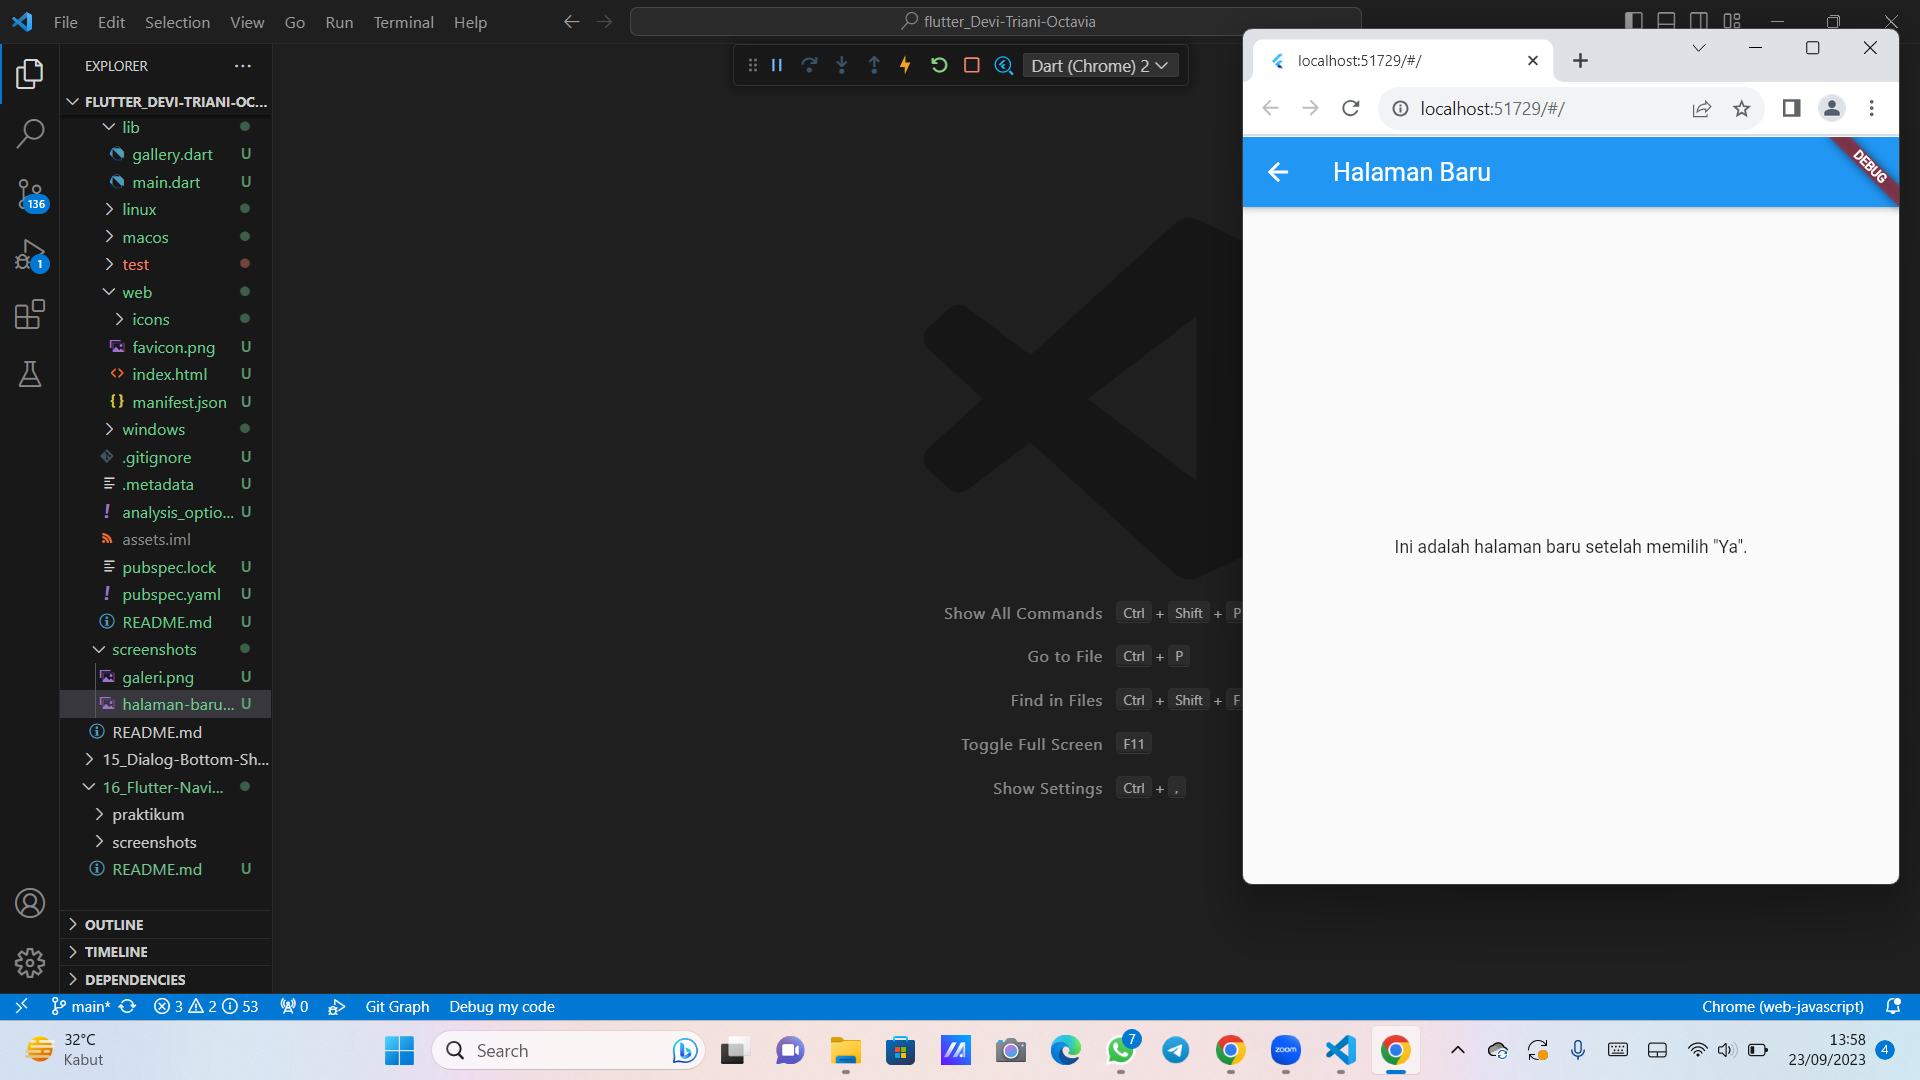 File Edit Selection View Go Run Terminal Help
flutter_Devi-Triani-Octavia
EXPLORER
FLUTTER_DEVI-TRIANI-OC...
lib
gallery.dart U
main.dart U
linux
macos
test
web
icons
favicon.png U
index.html U
manifest.json U
windows
.gitignore U
.metadata U
analysis_optio... U
assets.iml
pubspec.lock U
pubspec.yaml U
README.md U
screenshots
galeri.png U
halaman-baru... U
README.md
15_Dialog-Bottom-Sh...
16_Flutter-Navi...
praktikum
screenshots
README.md U
OUTLINE
TIMELINE
DEPENDENCIES
136
1
Dart (Chrome) 2
Show All Commands Ctrl + Shift + P
Go to File Ctrl + P
Find in Files Ctrl + Shift + F
Toggle Full Screen F11
Show Settings Ctrl + ,
localhost:51729/#/
localhost:51729/#/
Halaman Baru
DEBUG
Ini adalah halaman baru setelah memilih "Ya".
main* 3 2 53 0 Git Graph Debug my code
Chrome (web-javascript)
32°C
Kabut
Search
zoom
7
13:58
23/09/2023
4